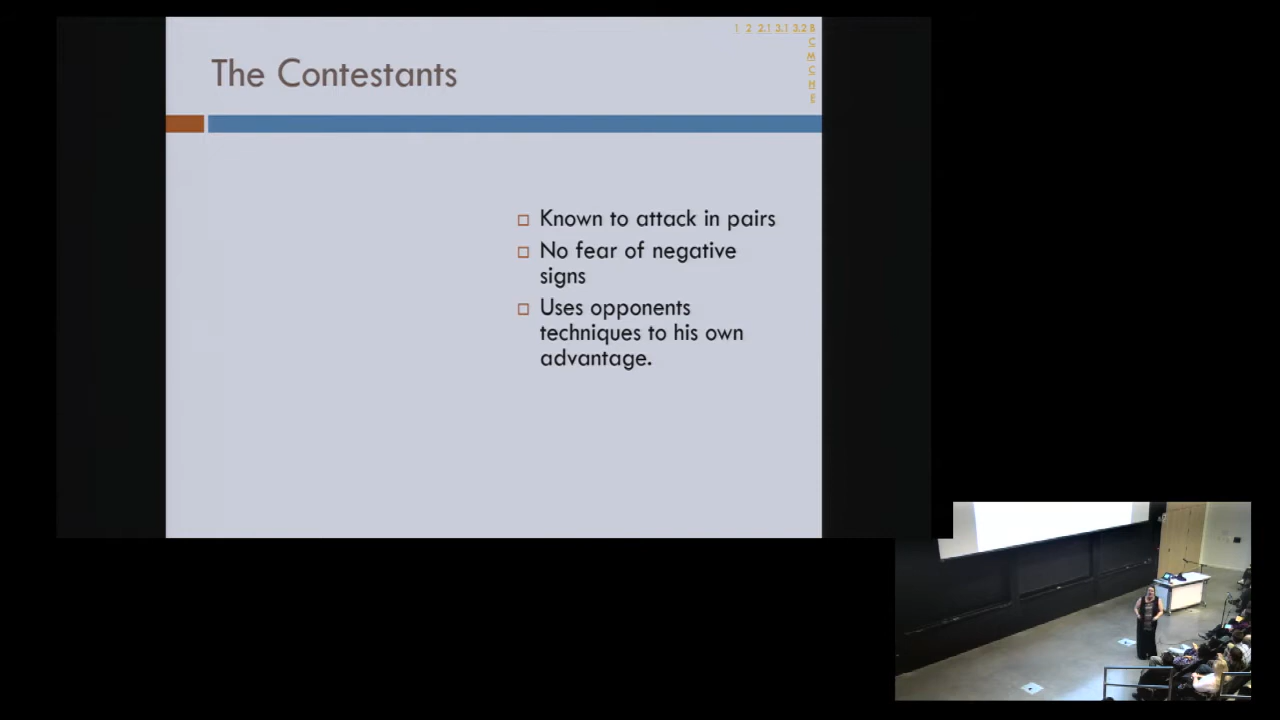 1 2 2.1 3.1 3.2 B
C
M
C
H
E
The Contestants
Known to attack in pairs
No fear of negative
signs
Uses opponents
techniques to his own
advantage.